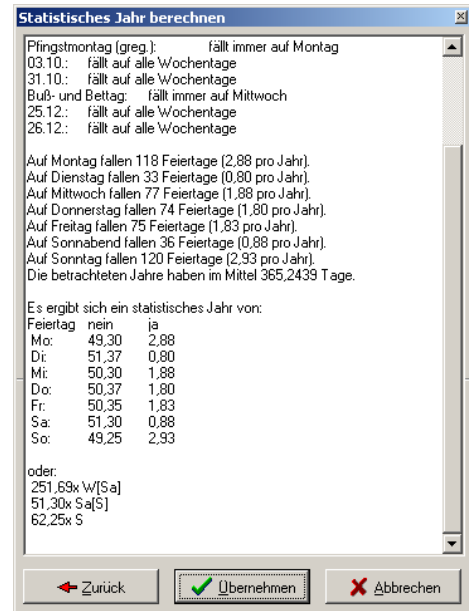 Statistisches Jahr berechnen
Pfingstmontag (greg.): fällt immer auf Montag
03.10.: fällt auf alle Wochentage
31.10.: fällt auf alle Wochentage
Buß- und Bettag: fällt immer auf Mittwoch
25.12.: fällt auf alle Wochentage
26.12.: fällt auf alle Wochentage
Auf Montag fallen 118 Feiertage (2,88 pro Jahr).
Auf Dienstag fallen 33 Feiertage (0,80 pro Jahr).
Auf Mittwoch fallen 77 Feiertage (1,88 pro Jahr).
Auf Donnerstag fallen 74 Feiertage (1,80 pro Jahr).
Auf Freitag fallen 75 Feiertage (1,83 pro Jahr).
Auf Sonnabend fallen 36 Feiertage (0,88 pro Jahr).
Auf Sonntag fallen 120 Feiertage (2,93 pro Jahr).
Die betrachteten Jahre haben im Mittel 365,2439 Tage.
Es ergibt sich ein statistisches Jahr von:
Feiertag nein ja
Mo: 49,30 2,88
Di: 51,37 0,80
Mi: 50,30 1,88
Do: 50,37 1,80
Fr: 50,35 1,83
Sa: 51,30 0,88
So: 49,25 2,93
oder:
251,69x W[Sa]
51,30x Sa[S]
62,25x S
Zurück Übernehmen Abbrechen